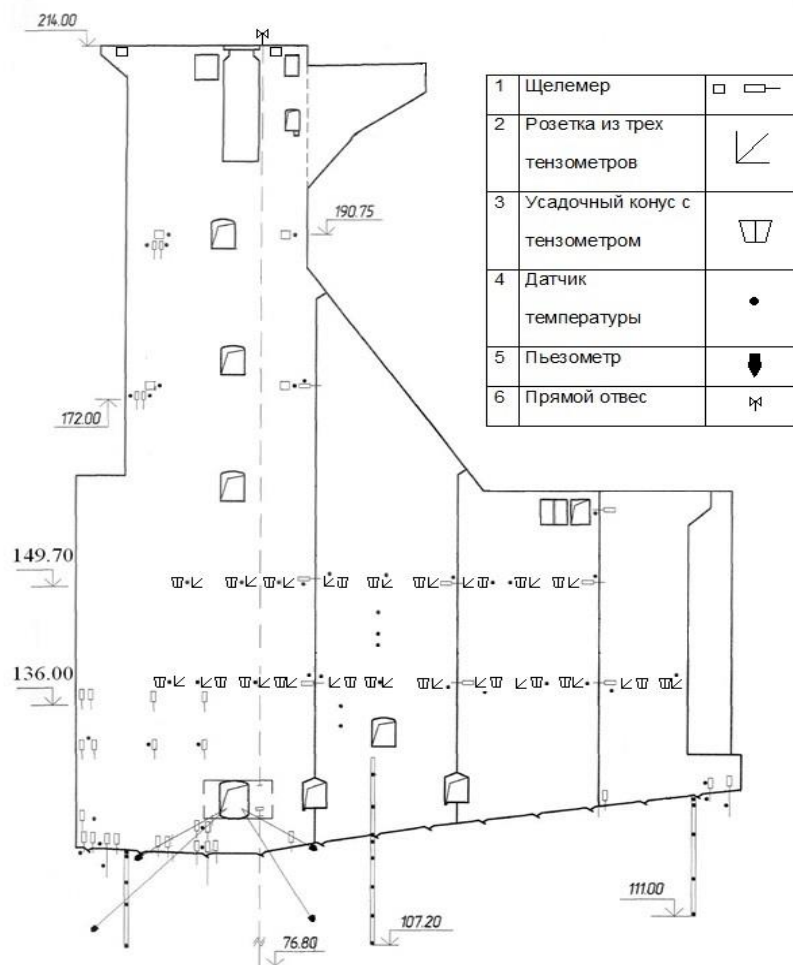 214.00
1 Щелемер
2 Розетка из трех
тензометров
3 Усадочный конус с
тензометром
4 Датчик
температуры
5 Пьезометр
6 Прямой отвес
190.75
172.00
149.70
136.00
111.00
107.20
76.80